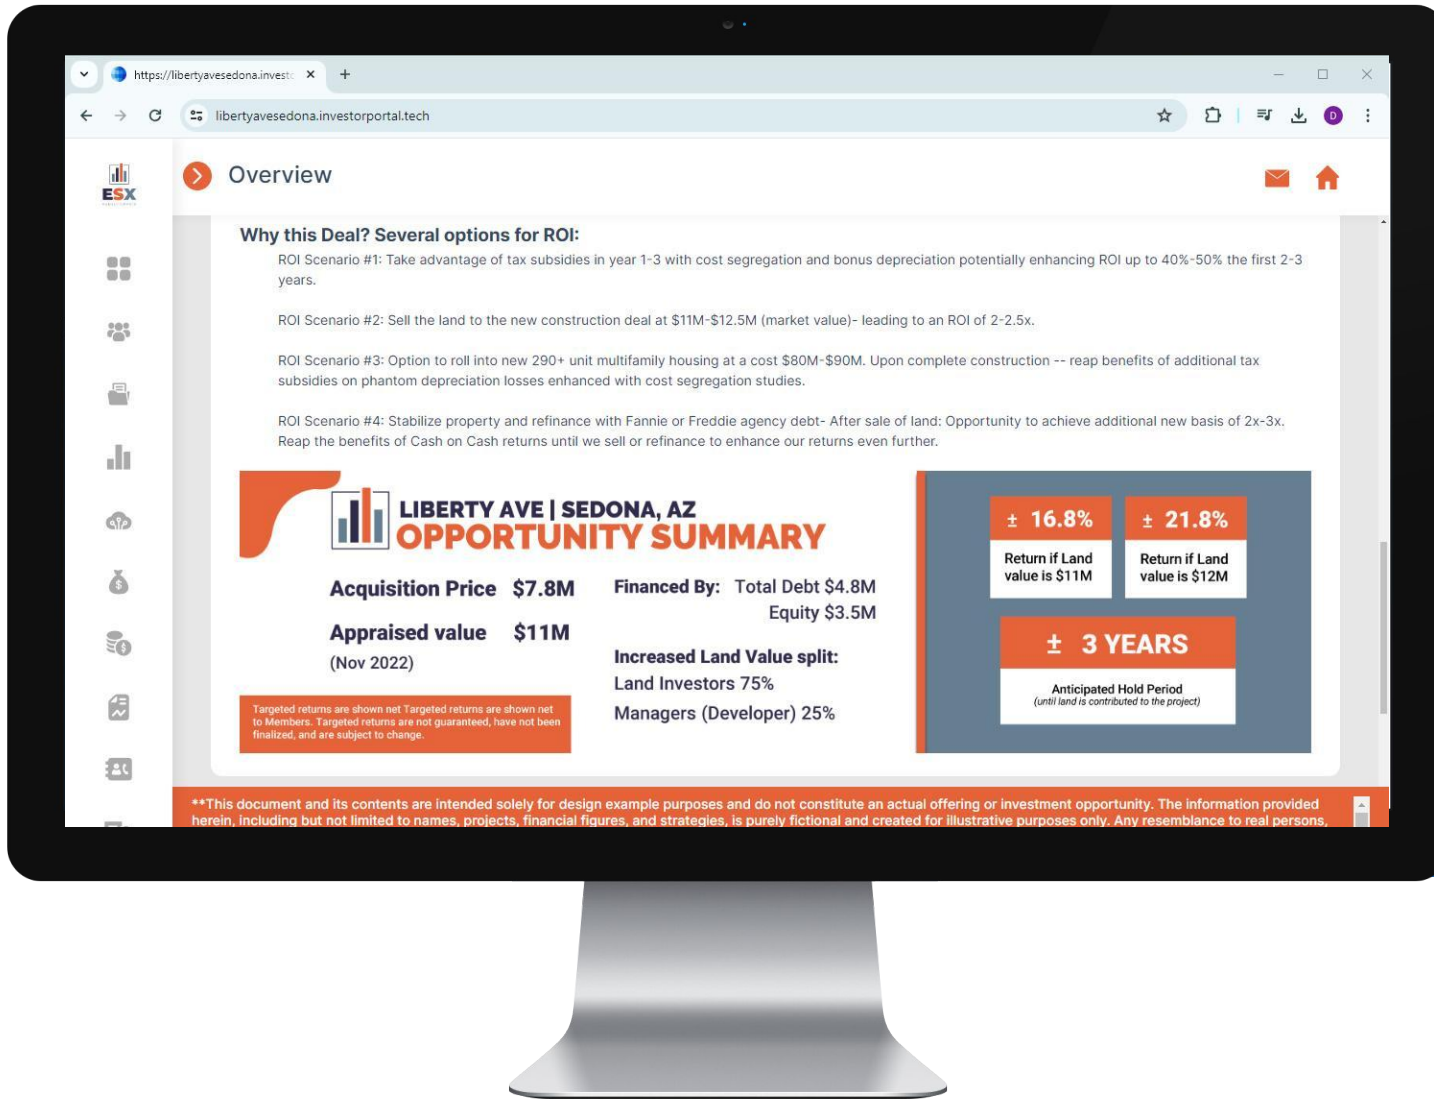 https://libertyavesedona.invest
libertyavesedona.investorportal.tech
D
ESX
Overview
Why this Deal? Several options for ROI:
ROI Scenario #1: Take advantage of tax subsidies in year 1-3 with cost segregation and bonus depreciation potentially enhancing ROI up to 40%-50% the first 2-3
years.
ROI Scenario #2: Sell the land to the new construction deal at $11M-$12.5M (market value)- leading to an ROI of 2-2.5x.
ROI Scenario #3: Option to roll into new 290+ unit multifamily housing at a cost $80M-$90M. Upon complete construction -- reap benefits of additional tax
subsidies on phantom depreciation losses enhanced with cost segregation studies.
ROI Scenario #4: Stabilize property and refinance with Fannie or Freddie agency debt- After sale of land: Opportunity to achieve additional new basis of 2x-3x.
Reap the benefits of Cash on Cash returns until we sell or refinance to enhance our returns even further.
LIBERTY AVE | SEDONA, AZ
OPPORTUNITY SUMMARY
Acquisition Price $7.8M
Appraised value $11M
(Nov 2022)
Targeted returns are shown net Targeted returns are shown net
to Members. Targeted returns are not guaranteed, have not been
finalized, and are subject to change.
Financed By: Total Debt $4.8M
Equity $3.5M
Increased Land Value split:
Land Investors 75%
Managers (Developer) 25%
± 16.8%
Return if Land
value is $11M
± 21.8%
Return if Land
value is $12M
± 3 YEARS
Anticipated Hold Period
(until land is contributed to the project)
**This document and its contents are intended solely for design example purposes and do not constitute an actual offering or investment opportunity. The information provided
herein, including but not limited to names, projects, financial figures, and strategies, is purely fictional and created for illustrative purposes only. Any resemblance to real persons,